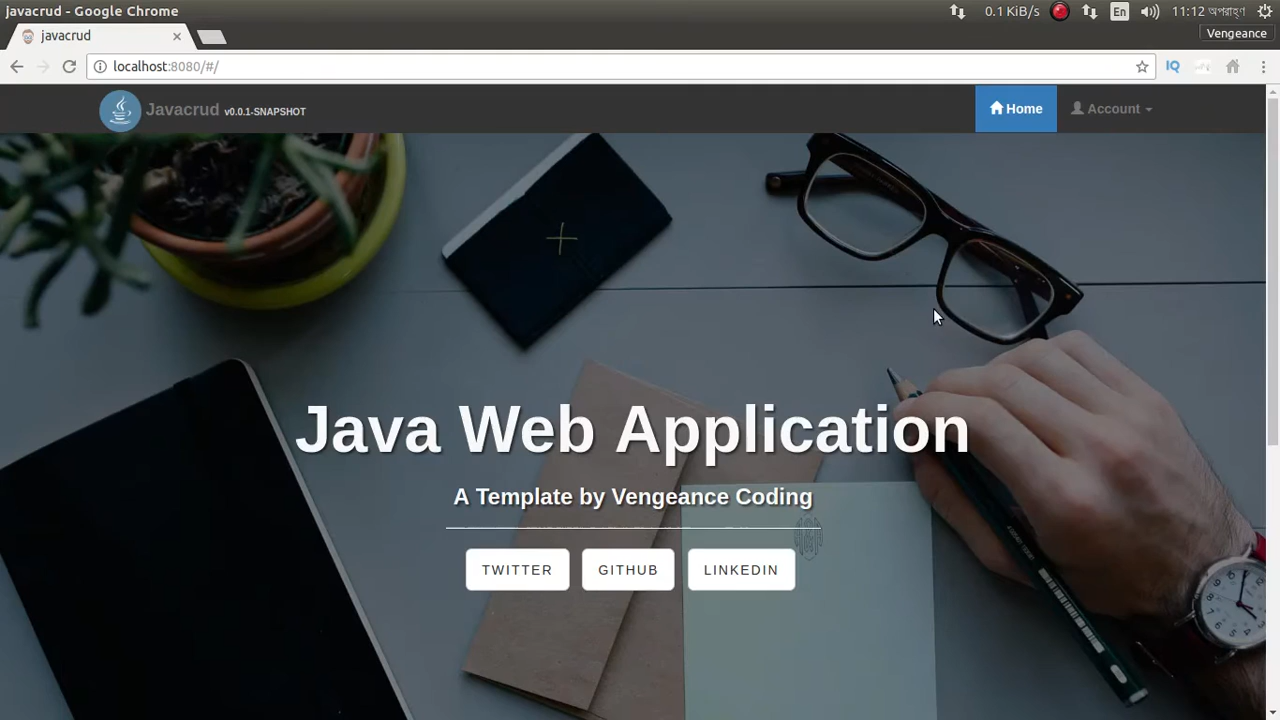 javacrud - Google Chrome
0.1 KiB/s
En
11:12 অপরাহ্ণ
javacrud
Vengeance
localhost:8080/#/
IQ
Javacrud v0.0.1-SNAPSHOT
Home
Account
Java Web Application
A Template by Vengeance Coding
TWITTER
GITHUB
LINKEDIN